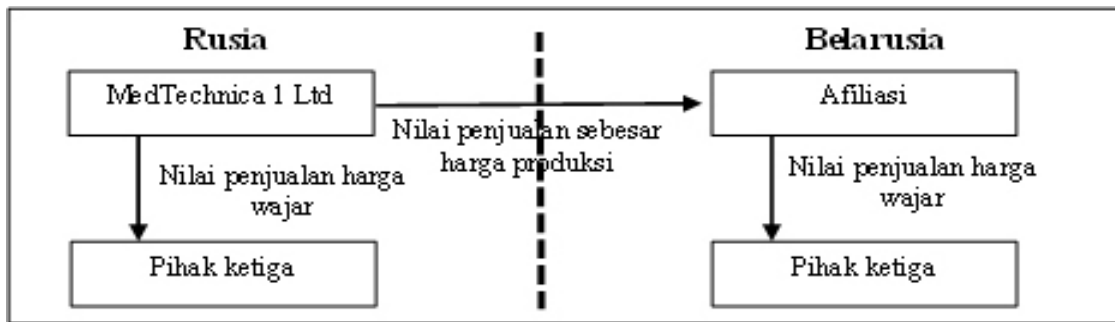 Rusia
Belarusia
MedTechnica 1 Ltd
Afiliasi
Nilai penjualan sebesar
harga produksi
Nilai penjualan harga
wajar
Nilai penjualan harga
wajar
Pihak ketiga
Pihak ketiga